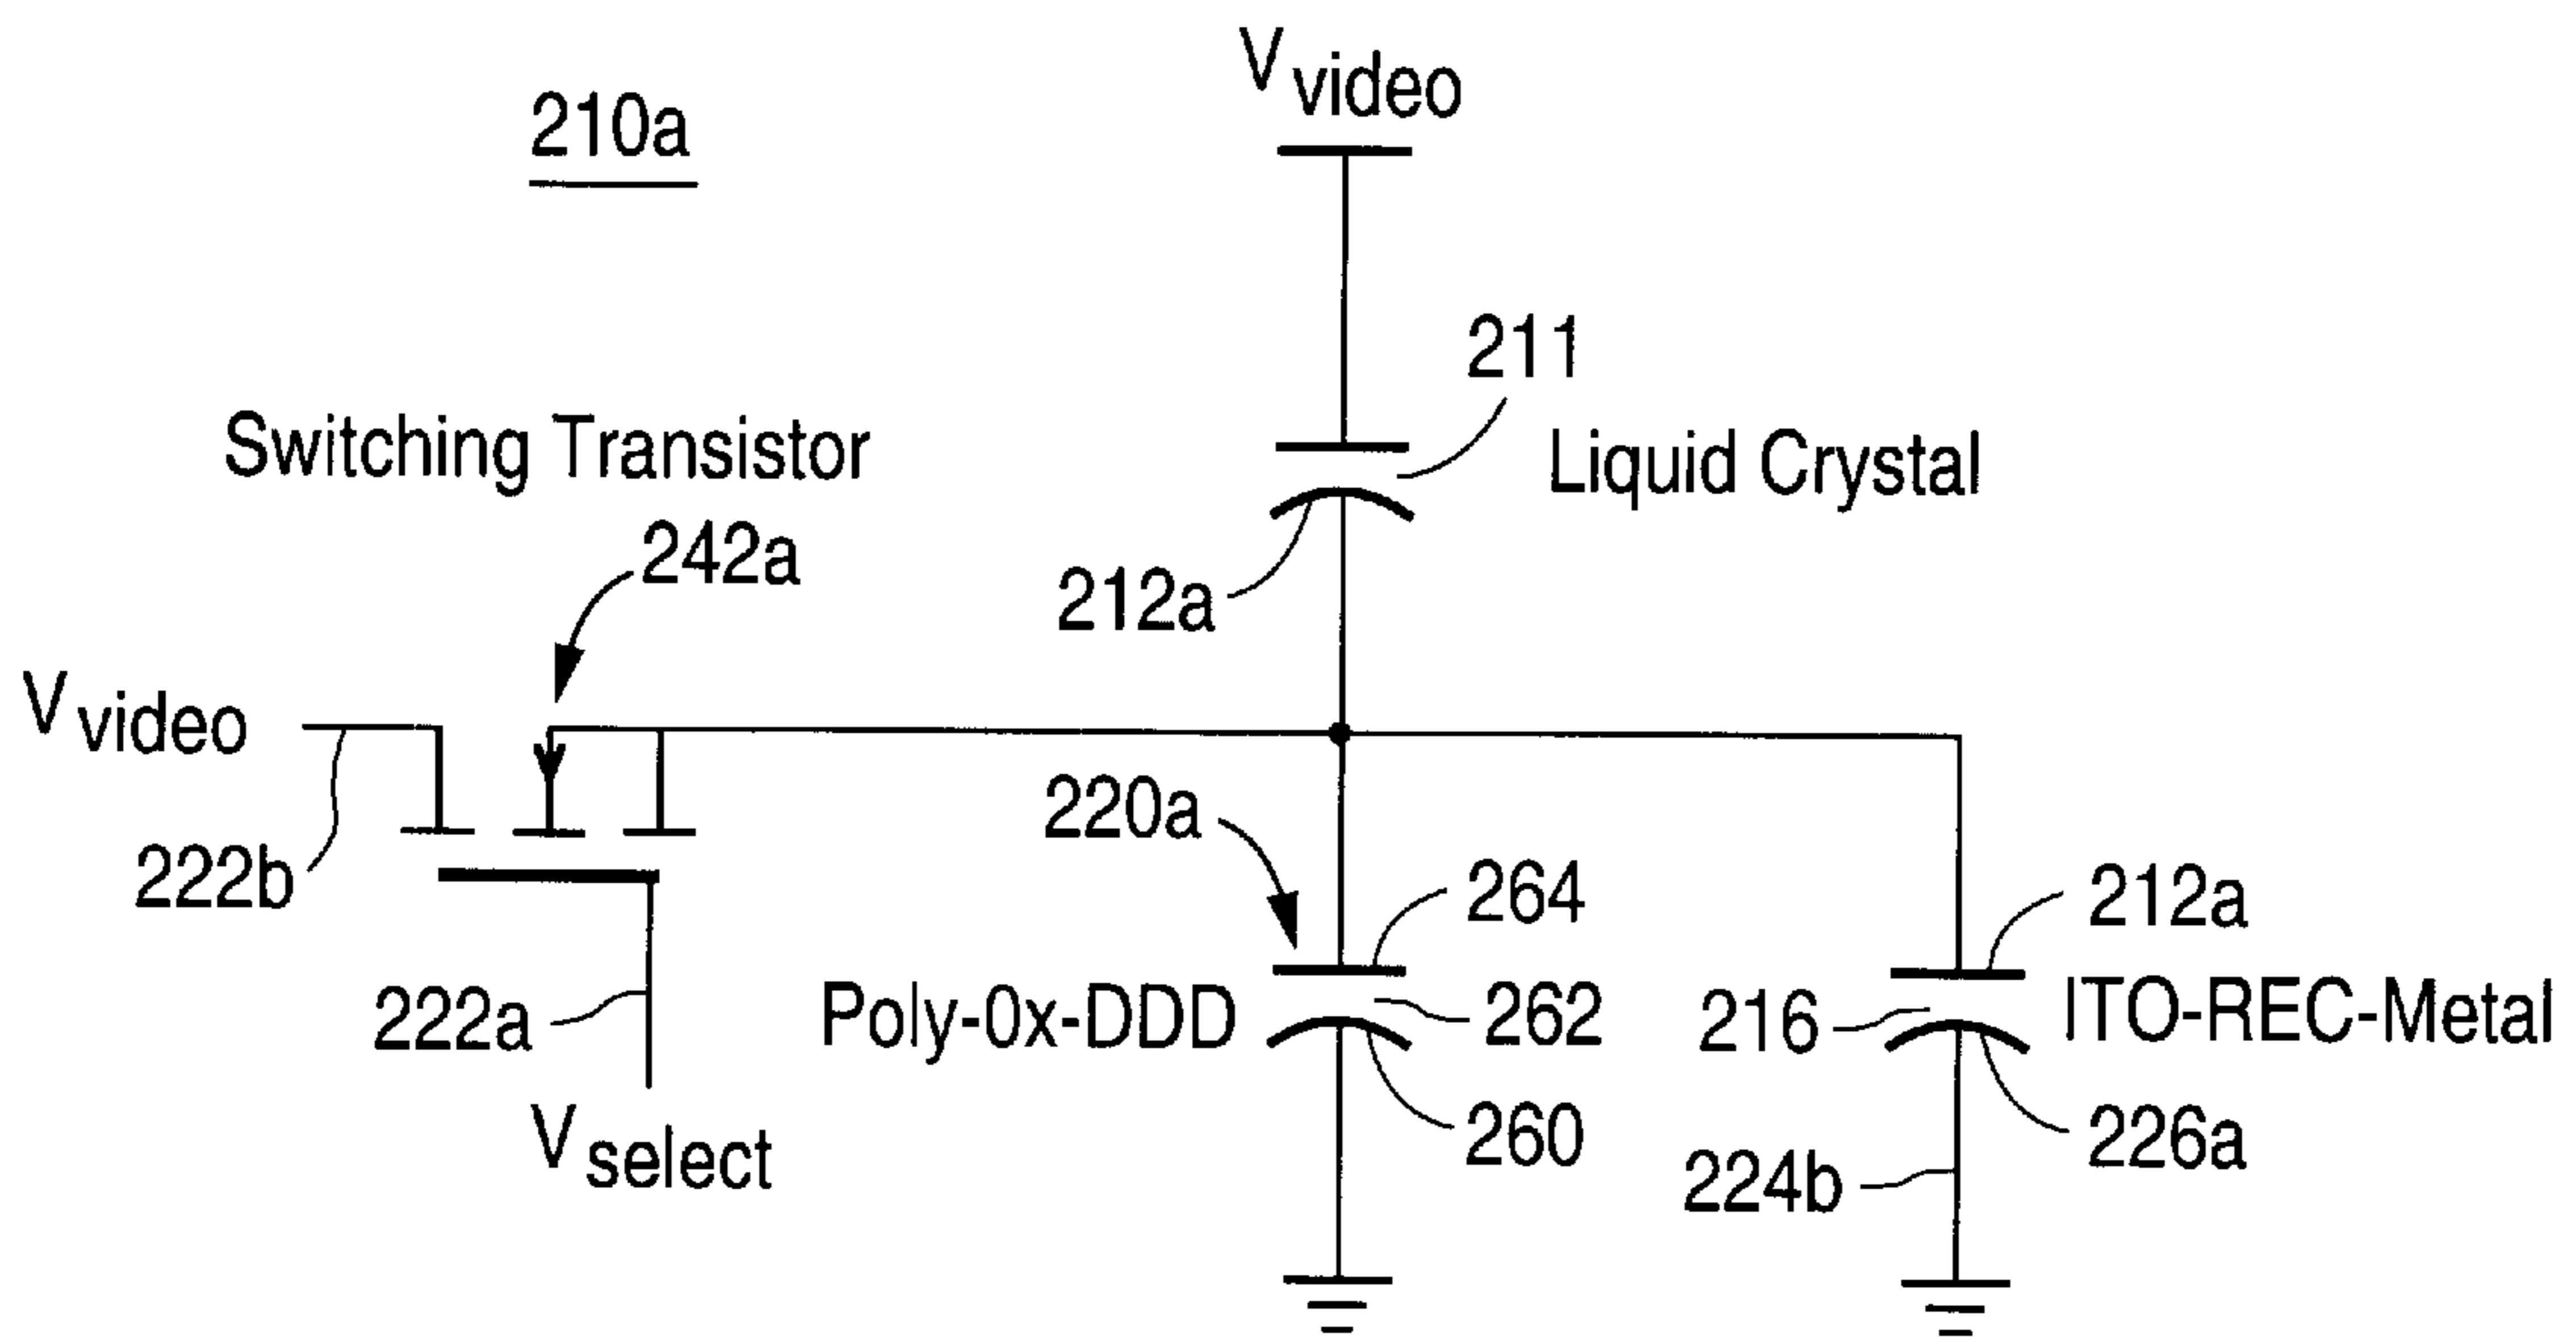 210a
V video
211
Liquid Crystal
Switching Transistor
242a
212a
V video
222b
222a
V select
220a
264
Poly-0x-DDD
262
260
212a
216
ITO-REC-Metal
226a
224b